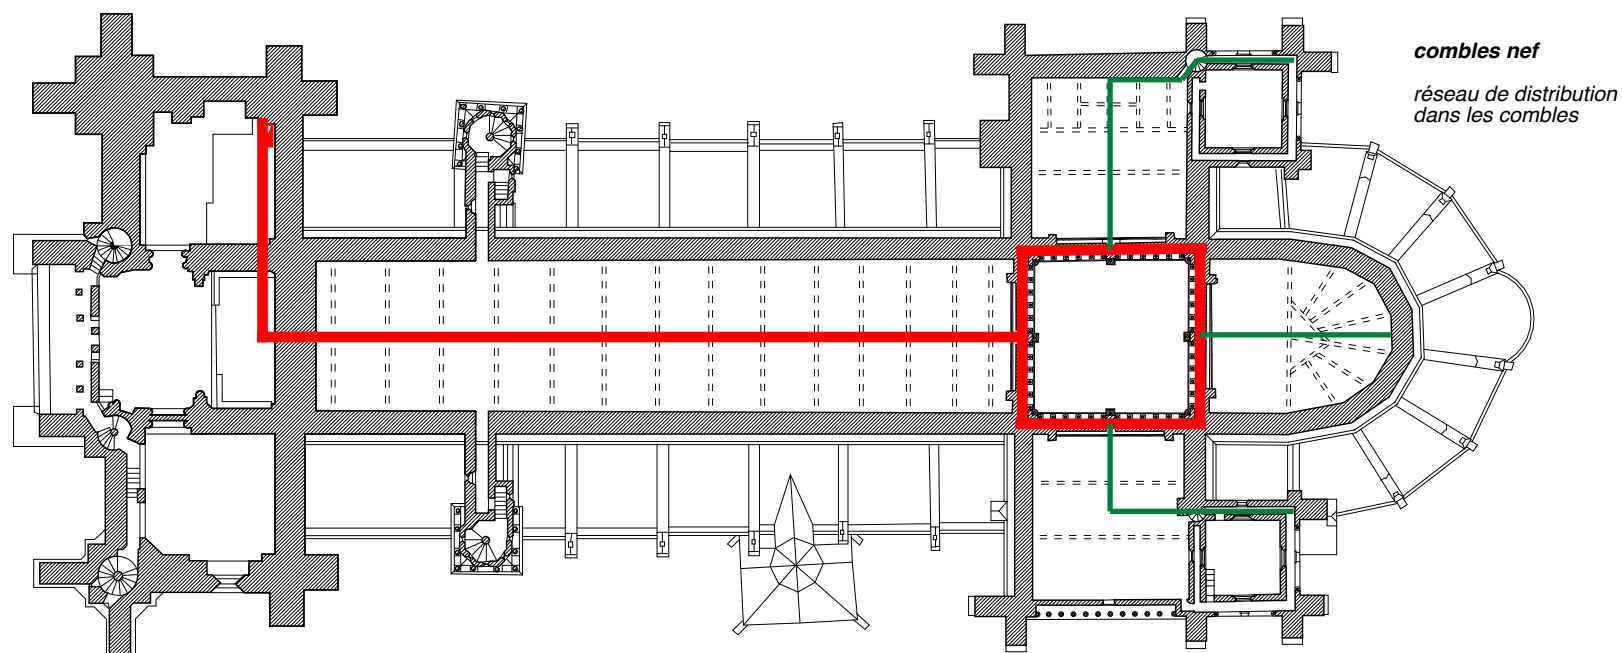 combles nef
réseau de distribution
dans les combles